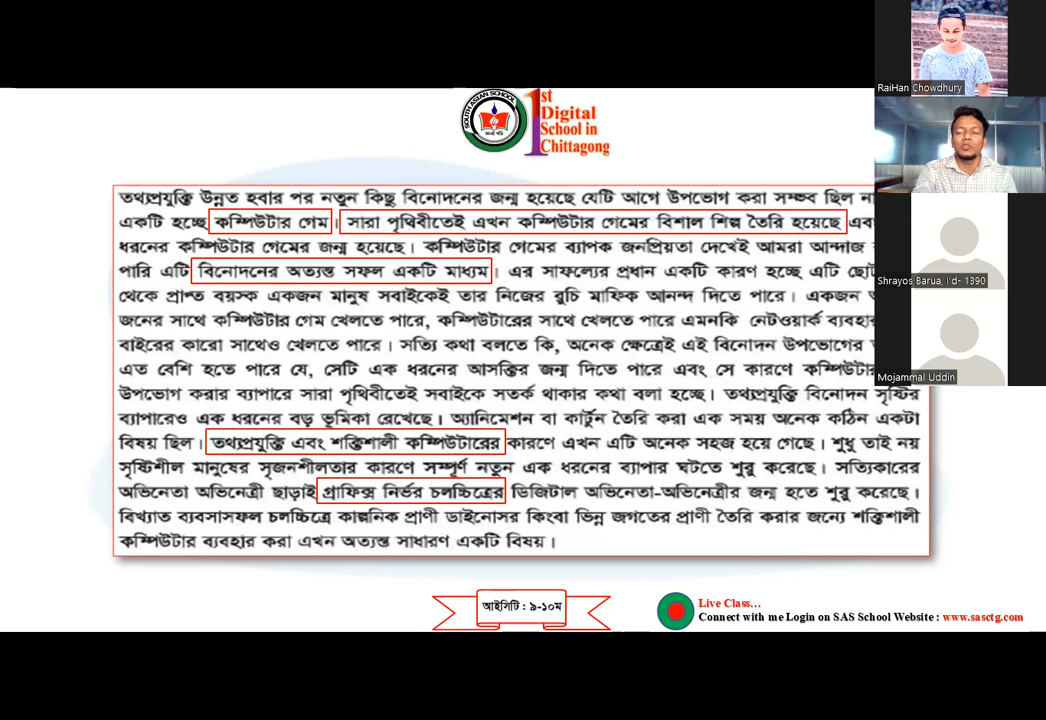 SOUTH ASIAN SCHOOL
1st
Digital
School in
Chittagong
RaiHan Chowdhury
Shrayos Barua, I'd- 1390
Mojammal Uddin
তথ্যপ্রযুক্তি উন্নত হবার পর নতুন কিছু বিনোদনের জন্ম হয়েছে যেটি আগে উপভোগ করা সম্ভব ছিল
একটি হচ্ছে কম্পিউটার গেম। সারা পৃথিবীতেই এখন কম্পিউটার গেমের বিশাল শিল্প তৈরি হয়েছে
ধরনের কম্পিউটার গেমের জন্ম হয়েছে। কম্পিউটার গেমের ব্যাপক জনপ্রিয়তা দেখেই আমরা আন্দাজ
পারি এটি বিনোদনের অত্যন্ত সফল একটি মাধ্যম। এর সাফল্যের প্রধান একটি কারণ হচ্ছে এটি
থেকে প্রাপ্ত বয়স্ক একজন মানুষ সবাইকেই তার নিজের রুচি মাফিক আনন্দ দিতে পারে। একজন
জনের সাথে কম্পিউটার গেম খেলতে পারে, কম্পিউটারের সাথে খেলতে পারে এমনকি নেটওয়ার্ক
বাইরের কারো সাথেও খেলতে পারে। সত্যি কথা বলতে কি, অনেক ক্ষেত্রেই এই বিনোদন উপভোগের
এত বেশি হতে পারে যে, সেটি এক ধরনের আসক্তির জন্ম দিতে পারে এবং সে কারণে
উপভোগ করার ব্যাপারে সারা পৃথিবীতেই সবাইকে সতর্ক থাকার কথা বলা হচ্ছে। তথ্যপ্রযুক্তি বিনোদন সৃষ্টির
ব্যাপারেও এক ধরনের বড় ভূমিকা রেখেছে। অ্যানিমেশন বা কার্টুন তৈরি করা এক সময় অনেক কঠিন একটা
বিষয় ছিল। তথ্যপ্রযুক্তি এবং শক্তিশালী কম্পিউটারের কারণে এখন এটি অনেক সহজ হয়ে গেছে। শুধু তাই নয়
সৃষ্টিশীল মানুষের সৃজনশীলতার কারণে সম্পূর্ণ নতুন এক ধরনের ব্যাপার ঘটতে শুরু করেছে। সত্যিকারের
অভিনেতা অভিনেত্রী ছাড়াই গ্রাফিক্স নির্ভর চলচ্চিত্রের ডিজিটাল অভিনেতা-অভিনেত্রীর জন্ম হতে শুরু করেছে।
বিখ্যাত ব্যবসাসফল চলচ্চিত্রে কাল্পনিক প্রাণী ডাইনোসর কিংবা ভিন্ন জগতের প্রাণী তৈরি করার জন্যে শক্তিশালী
কম্পিউটার ব্যবহার করা এখন অত্যন্ত সাধারণ একটি বিষয়।
আইসিটি : ৯-১০ম
Live Class...
Connect with me Login on SAS School Website : www.sasctg.com